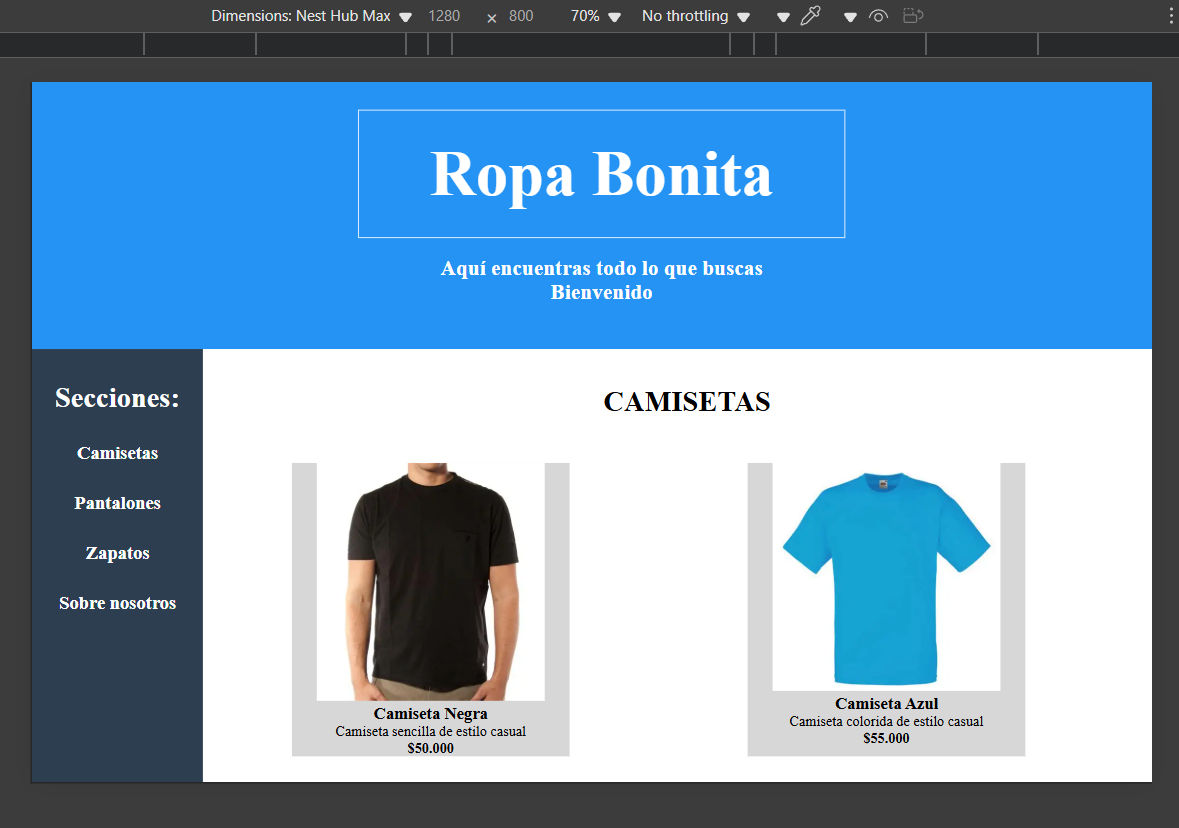 Dimensions: Nest Hub Max 1280 × 800 70% No throttling
Ropa Bonita
Aquí encuentras todo lo que buscas
Bienvenido
Secciones:
Camisetas
Pantalones
Zapatos
Sobre nosotros
CAMISETAS
Camiseta Negra
Camiseta sencilla de estilo casual
$50.000
Camiseta Azul
Camiseta colorida de estilo casual
$55.000